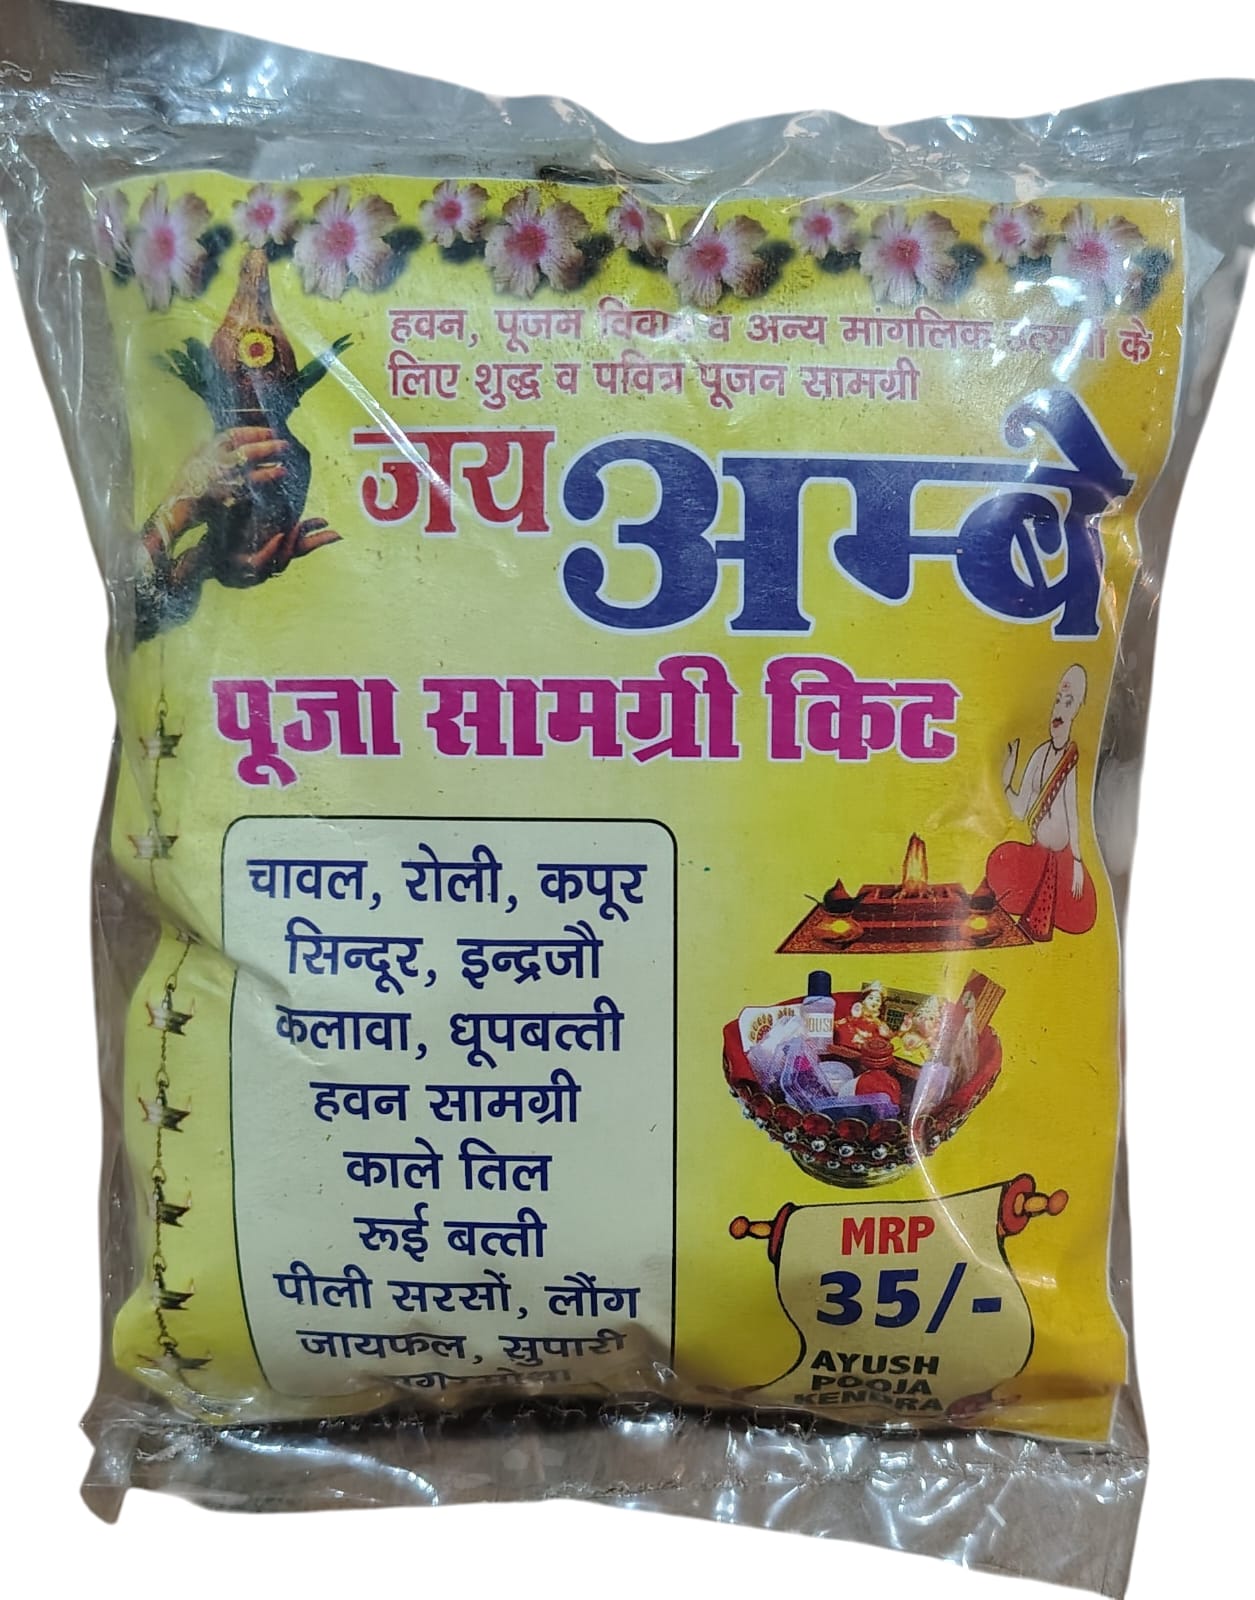 हवन, पूजन विवाह व अन्य मांगलिक के
लिए शुद्ध व पवित्र पूजन सामग्री
जय अम्बे
पूजा सामग्री किट
चावल, रोली, कपूर
सिन्दूर, इन्द्रजौ
कलावा, धूपबत्ती
हवन सामग्री
काले तिल
रूई बत्ती
पीली सरसों, लौंग
जायफल, सुपारी
MRP
35/-
AYUSH
POOJA
KENDRA